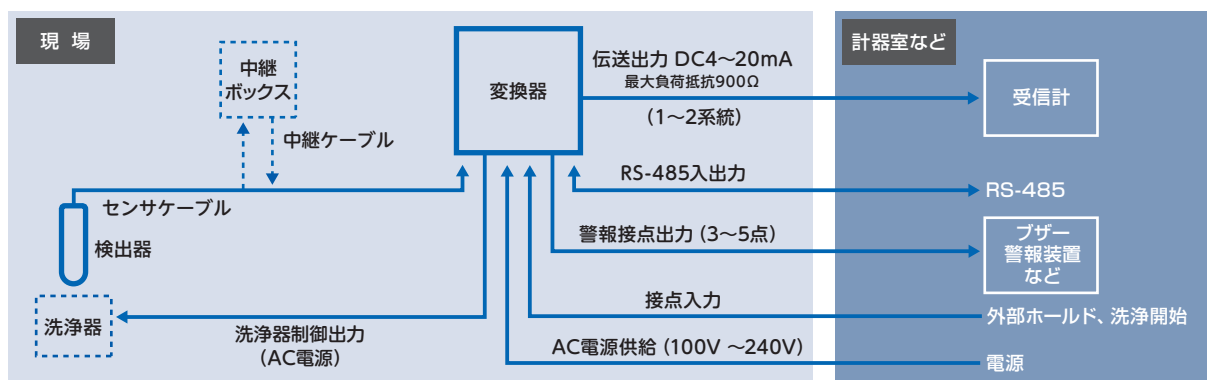 現 場
中継
ボックス
中継ケーブル
センサケーブル
検出器
洗浄器
洗浄器制御出力
(AC電源)
変換器
伝送出力 DC4～20mA
最大負荷抵抗900Ω
(1～2系統)
RS-485入出力
警報接点出力 (3～5点)
接点入力
AC電源供給 (100V ～240V)
計器室など
受信計
RS-485
ブザー
警報装置
など
外部ホールド、洗浄開始
電源